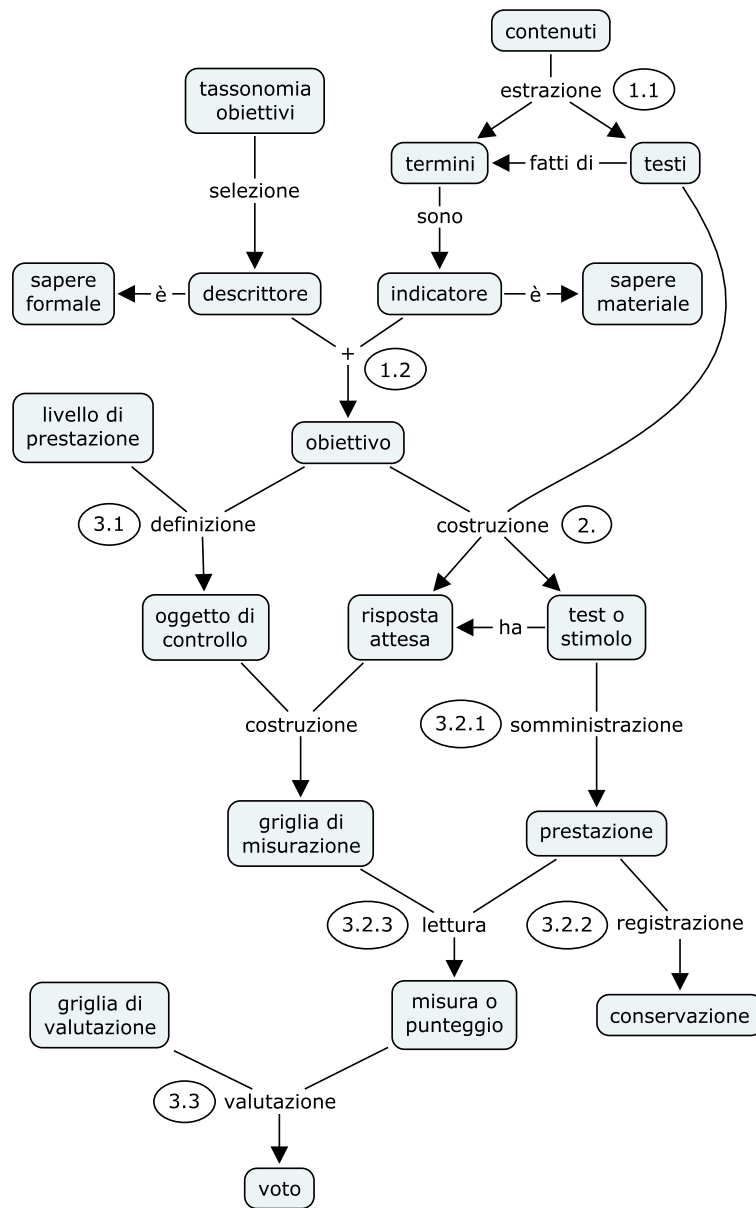 contenuti
tassonomia
obiettivi
estrazione
1.1
termini
fatti di
testi
selezione
sono
sapere
formale
è
descrittore
indicatore
è
sapere
materiale
+
1.2
livello di
prestazione
obiettivo
3.1
definizione
costruzione
2.
oggetto di
controllo
risposta
attesa
ha
test o
stimolo
costruzione
3.2.1
somministrazione
griglia di
misurazione
prestazione
3.2.3
lettura
3.2.2
registrazione
griglia di
valutazione
misura o
punteggio
conservazione
3.3
valutazione
voto